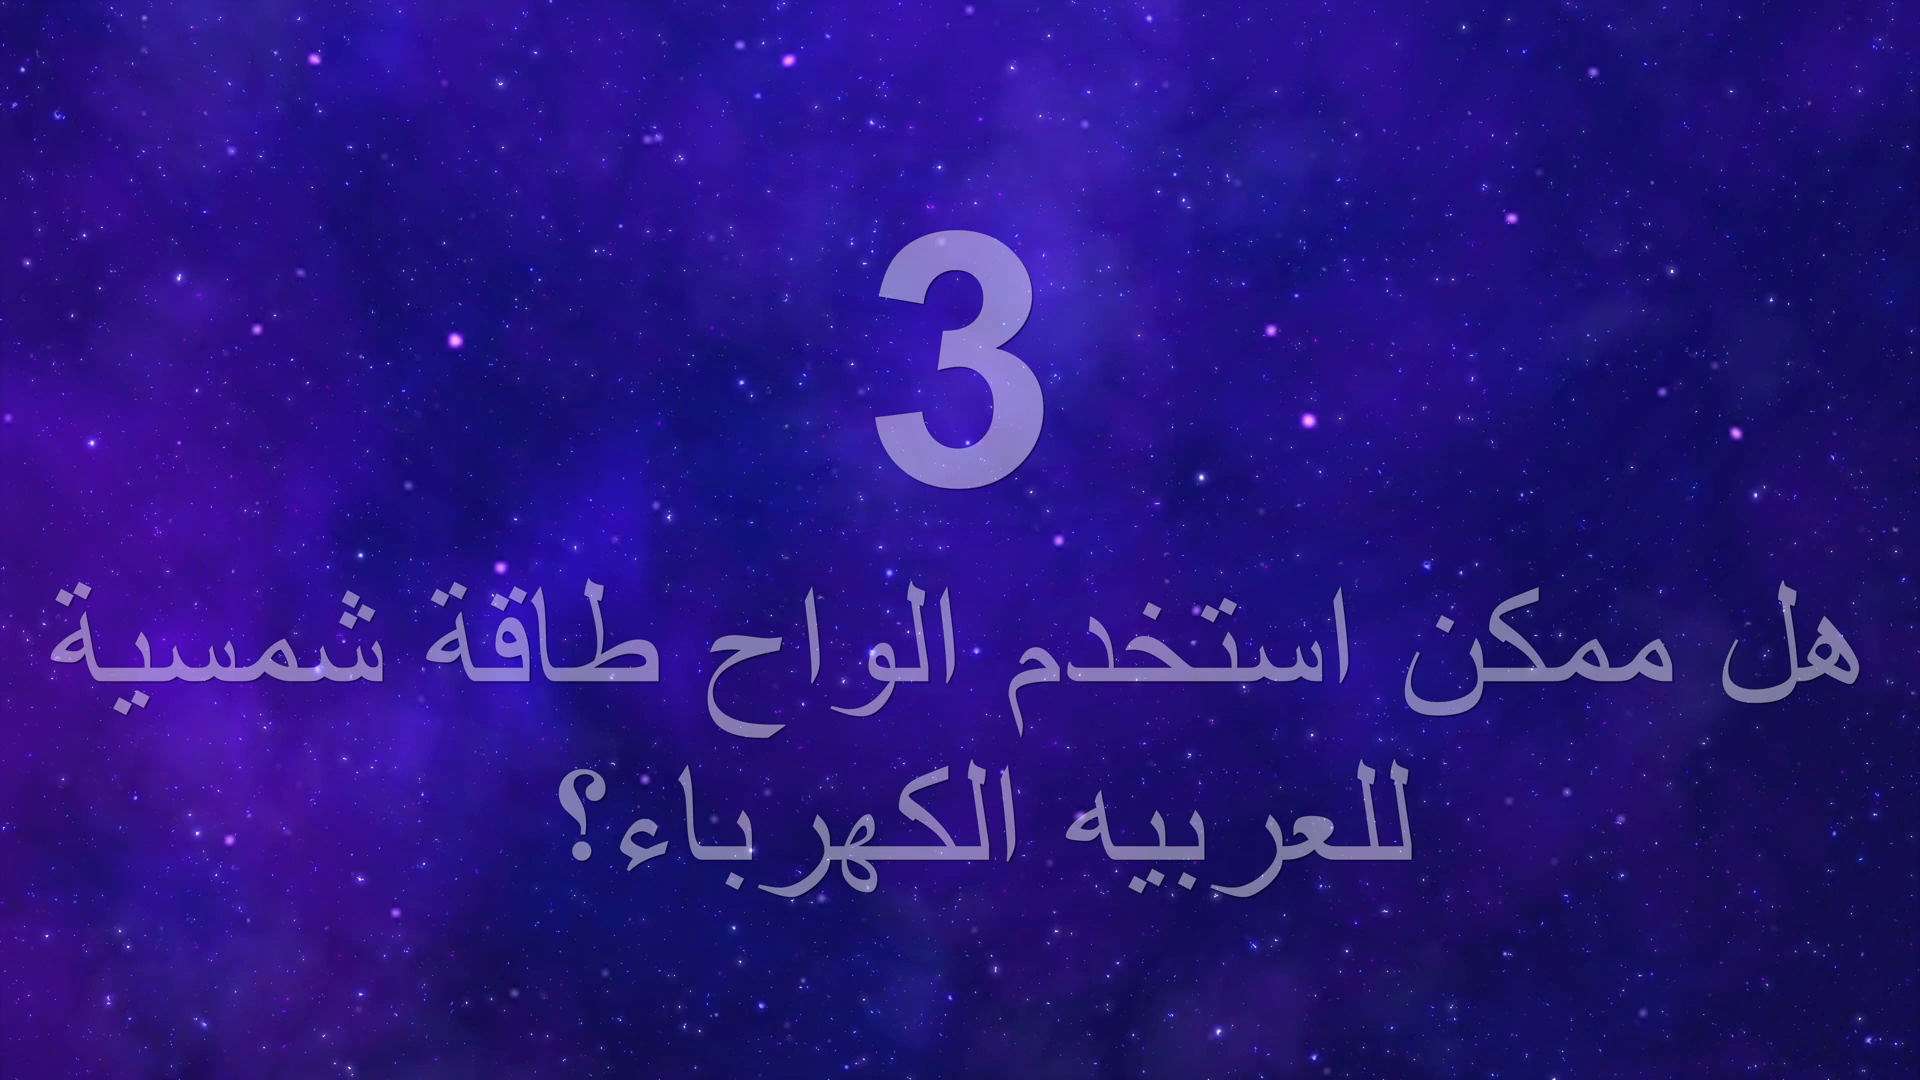 3
هل ممكن استخدم الواح طاقة شمسية
للعربيه الكهرباء؟